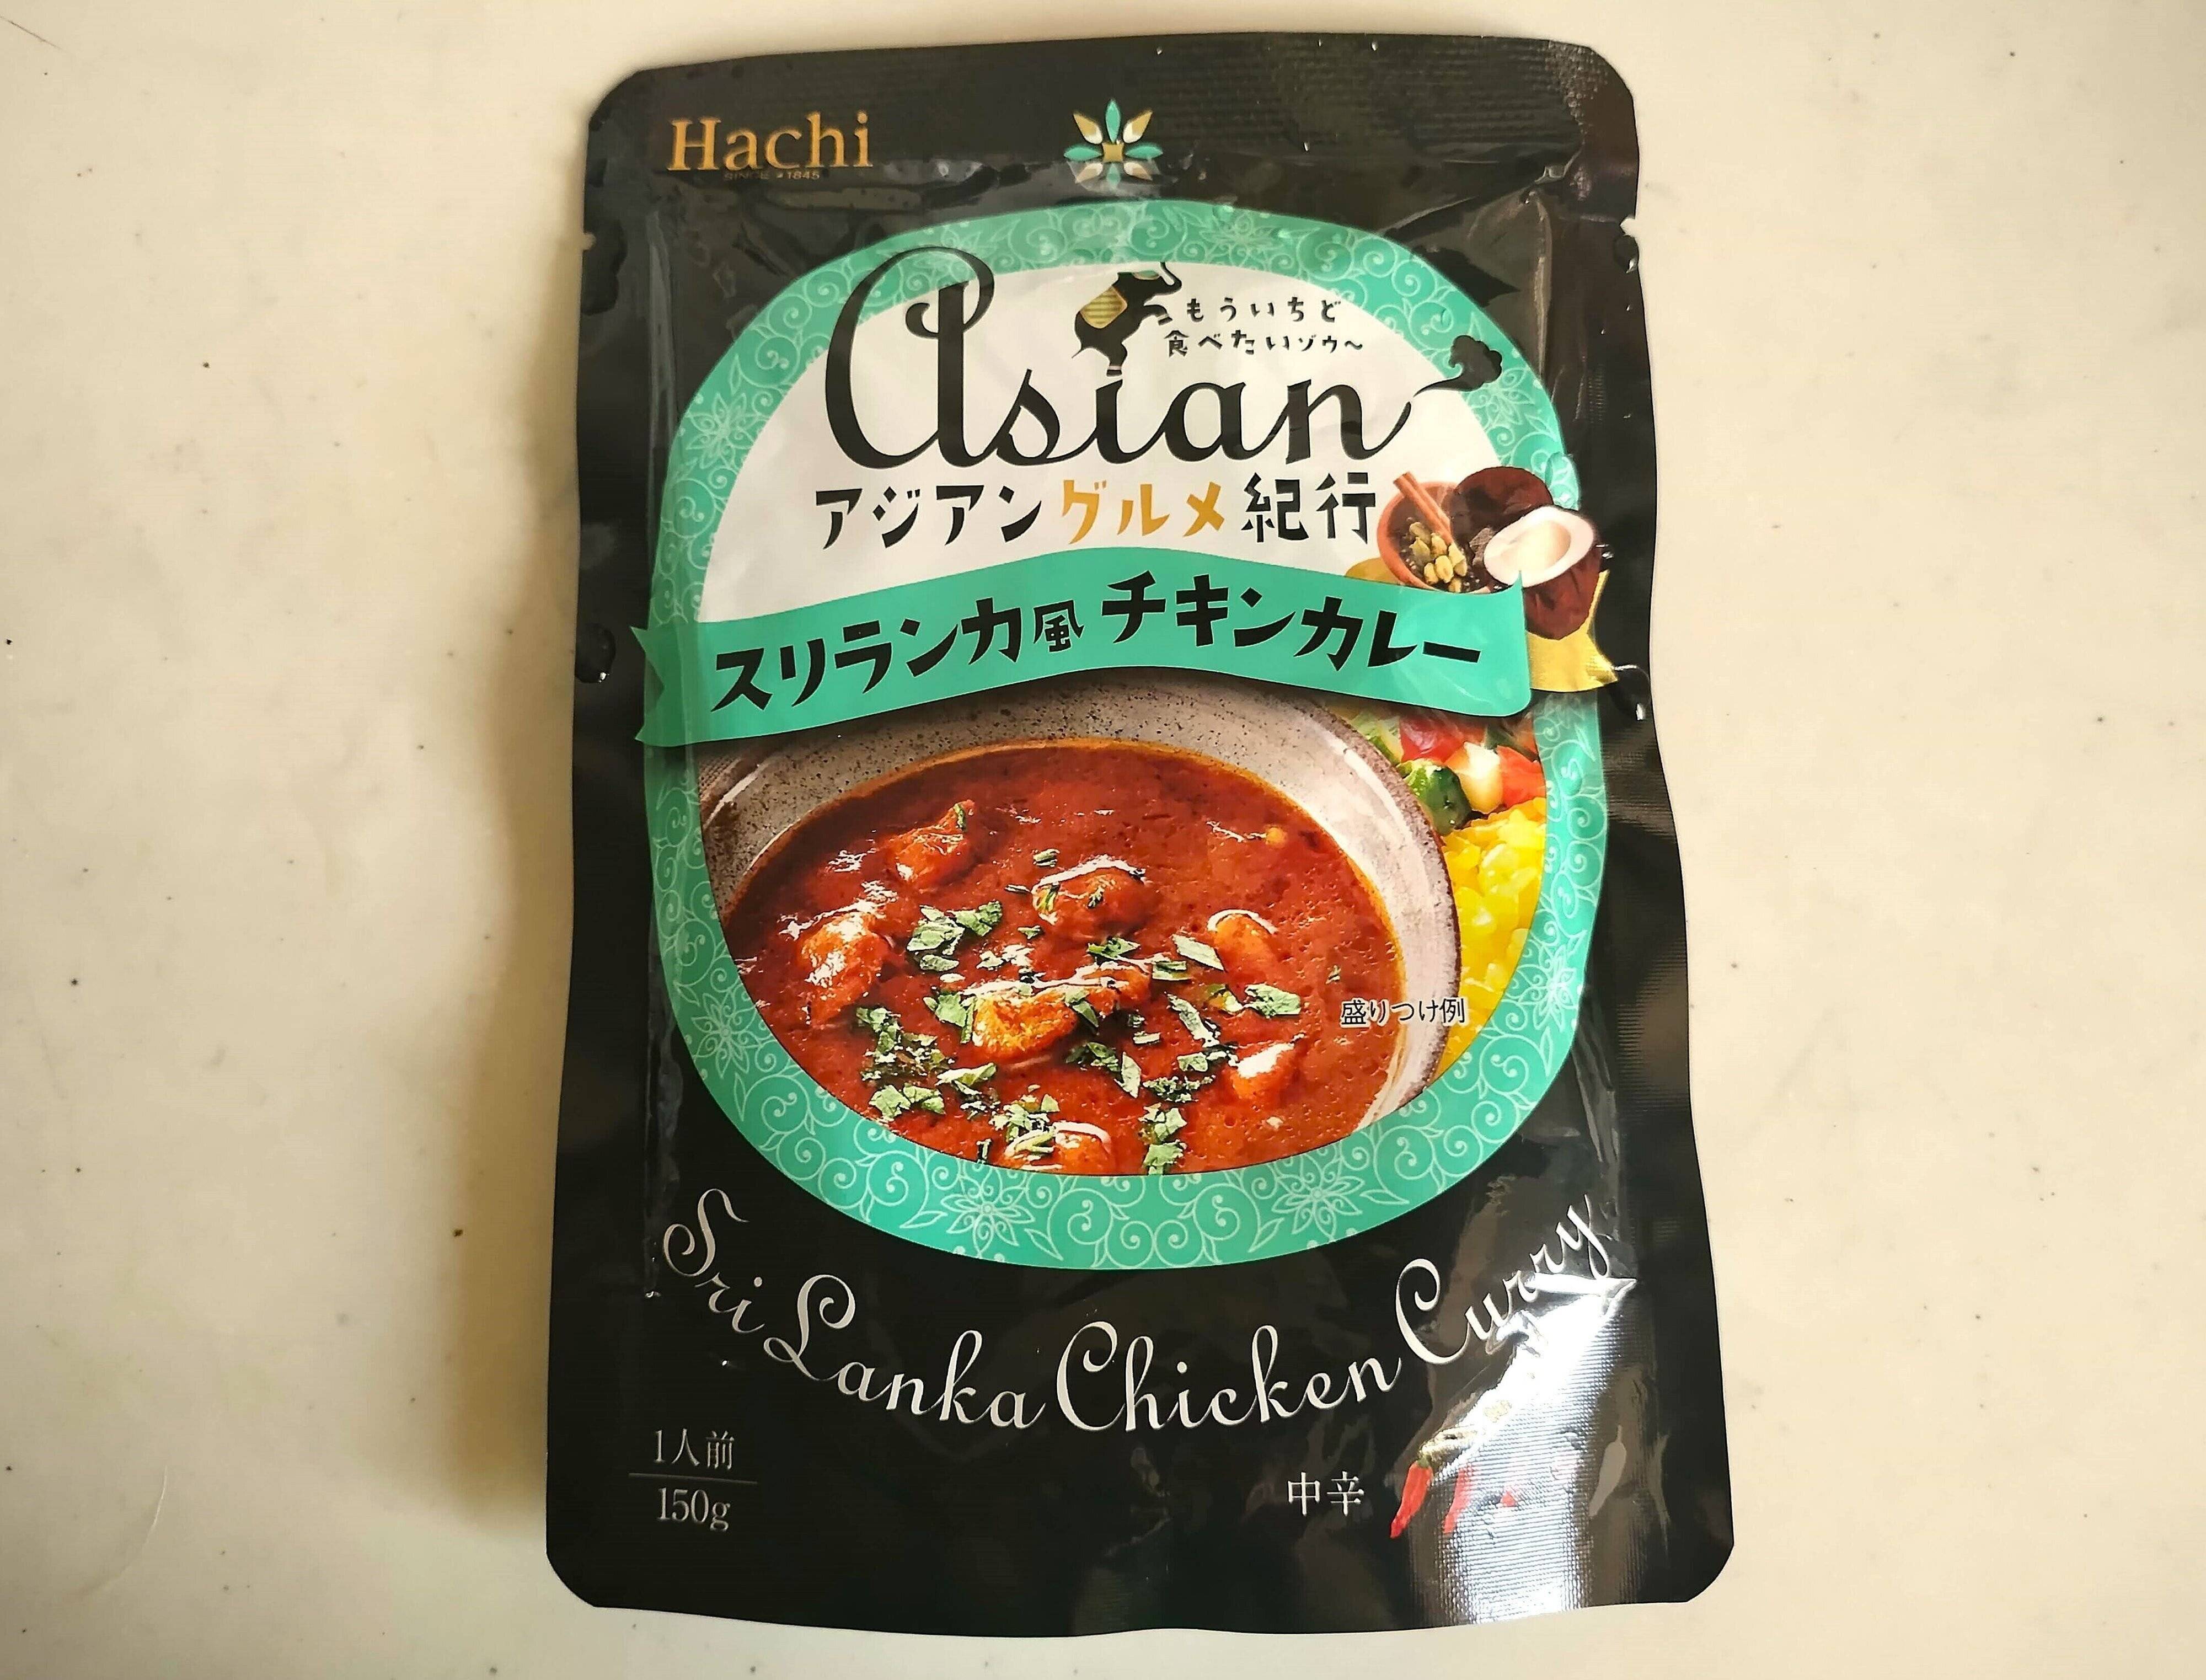 Hachi
SINCE 1845
もういちど
食べたいゾウ〜
Asian
アジアングルメ紀行
スリランカ風チキンカレー
盛りつけ例
Sri Lanka Chicken Curry
1人前
150g
中辛